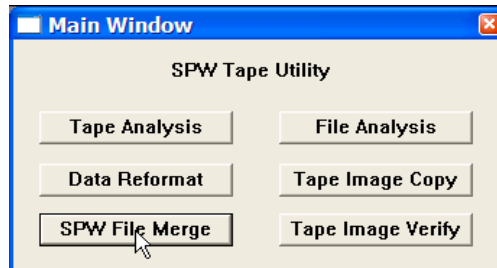 Main Window
SPW Tape Utility
Tape Analysis File Analysis
Data Reformat Tape Image Copy
SPW File Merge Tape Image Verify